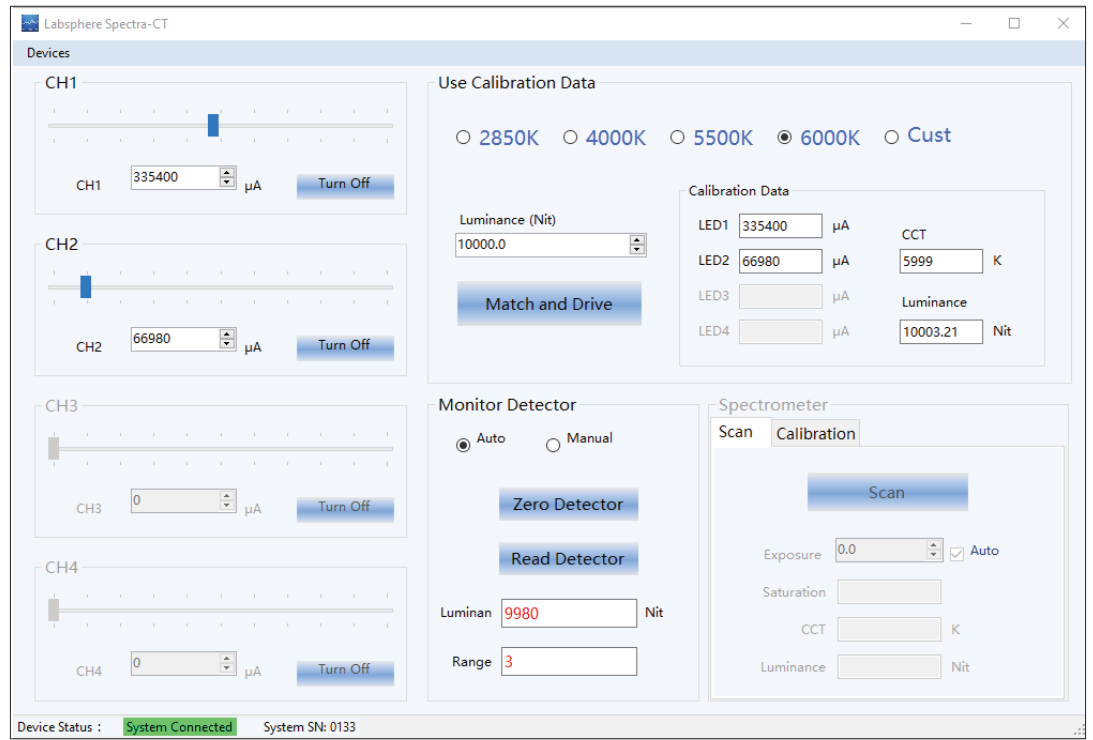 Labsphere Spectra-CT
Devices
CH1
CH1 335400 µA Turn Off
CH2
CH2 66980 µA Turn Off
CH3
CH3 0 µA Turn Off
CH4
CH4 0 µA Turn Off
Use Calibration Data
2850K 4000K 5500K 6000K Cust
Luminance (Nit)
10000.0
Match and Drive
Calibration Data
LED1 335400 µA
LED2 66980 µA
LED3 µA
LED4 µA
CCT
5999 K
Luminance
10003.21 Nit
Monitor Detector
Auto Manual
Zero Detector
Read Detector
Luminan 9980 Nit
Range 3
Spectrometer
Scan Calibration
Scan
Exposure 0.0 Auto
Saturation
CCT K
Luminance Nit
Device Status : System Connected System SN: 0133